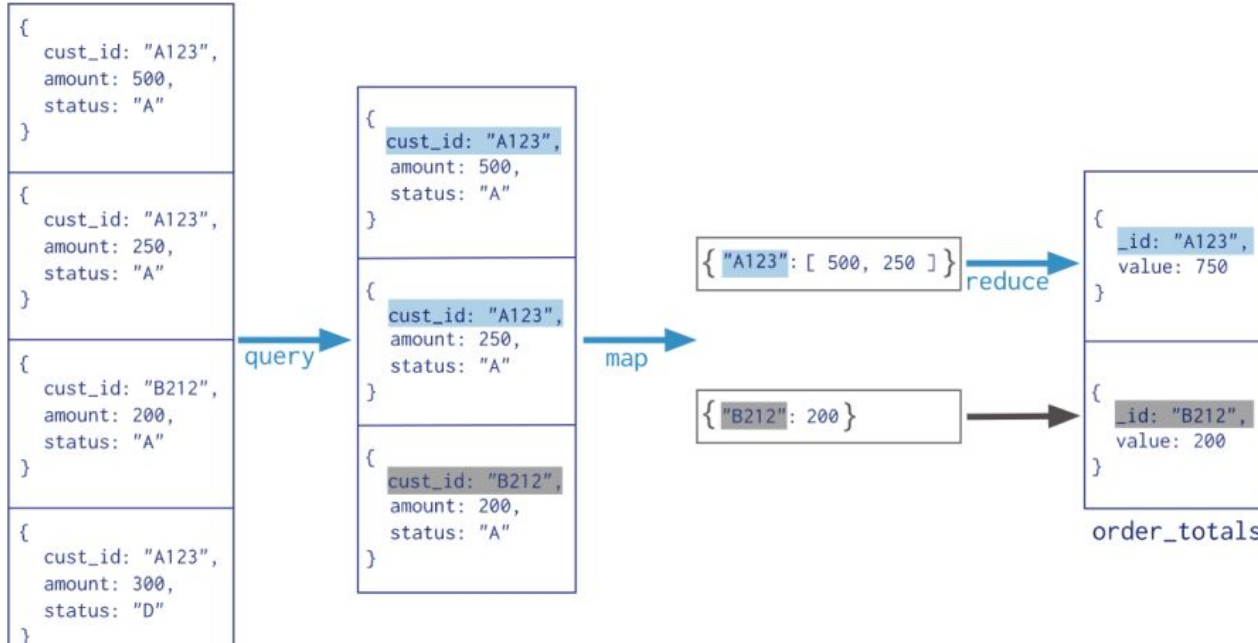 {
cust_id: "A123",
amount: 500,
status: "A"
}
{
cust_id: "A123",
amount: 250,
status: "A"
}
{
cust_id: "B212",
amount: 200,
status: "A"
}
{
cust_id: "A123",
amount: 300,
status: "D"
}
query
{
cust_id: "A123",
amount: 500,
status: "A"
}
{
cust_id: "A123",
amount: 250,
status: "A"
}
{
cust_id: "B212",
amount: 200,
status: "A"
}
map
{ "A123": [ 500, 250 ] }
{ "B212": 200 }
reduce
{
_id: "A123",
value: 750
}
{
_id: "B212",
value: 200
}
order_totals